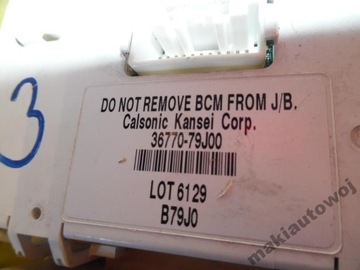 3
DO NOT REMOVE BCM FROM J/B.
Calsonic Kansei Corp.
36770-79J00
LOT 6129
B79J0
makiautowoj